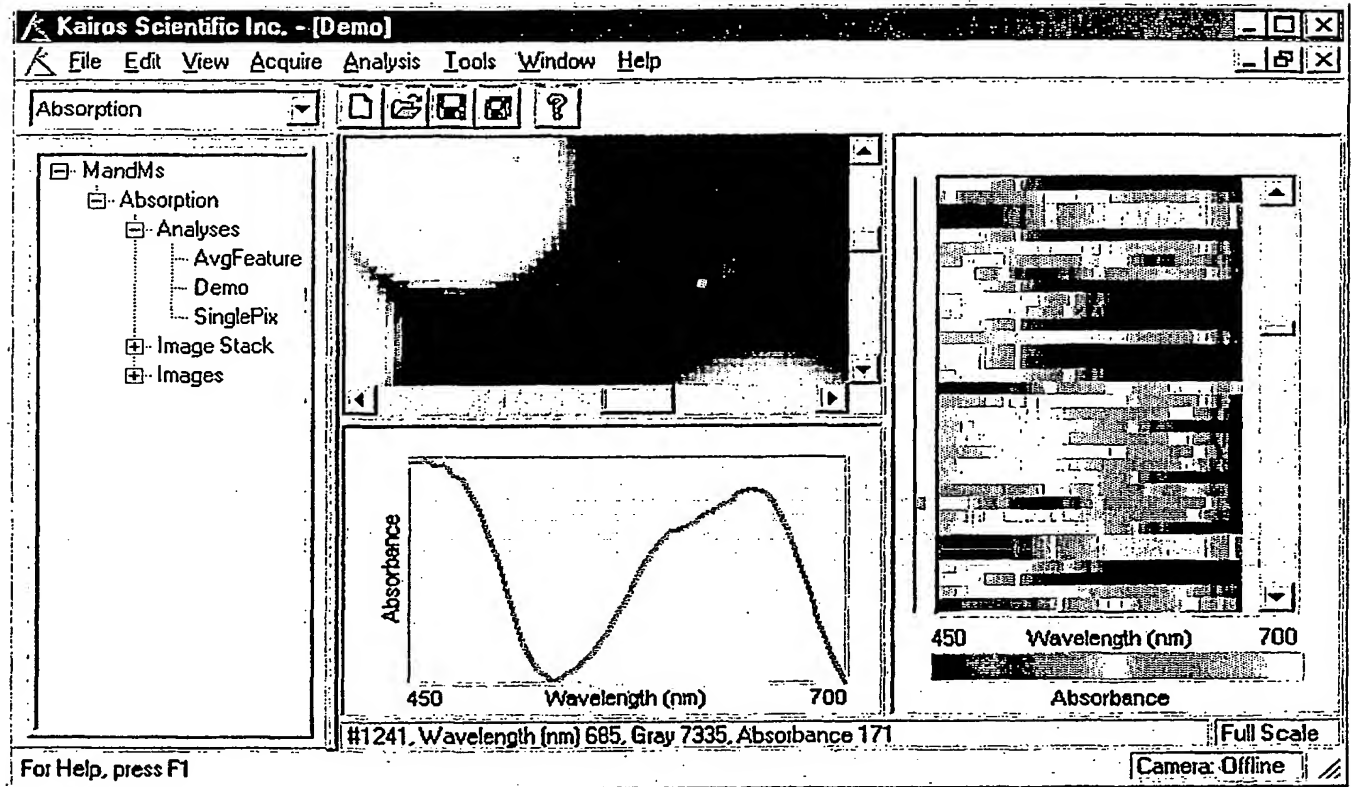 Kairos Scientific Inc. - [Demo]
File Edit View Acquire Analysis Tools Window Help
Absorption
MandMs
Absorption
Analyses
AvgFeature
Demo
SinglePix
Image Stack
Images
Absorbance
450 Wavelength (nm) 700
450 Wavelength (nm) 700
Absorbance
#1241, Wavelength (nm) 685, Gray 7335, Absorbance 171
Full Scale
For Help, press F1
Camera: Offline